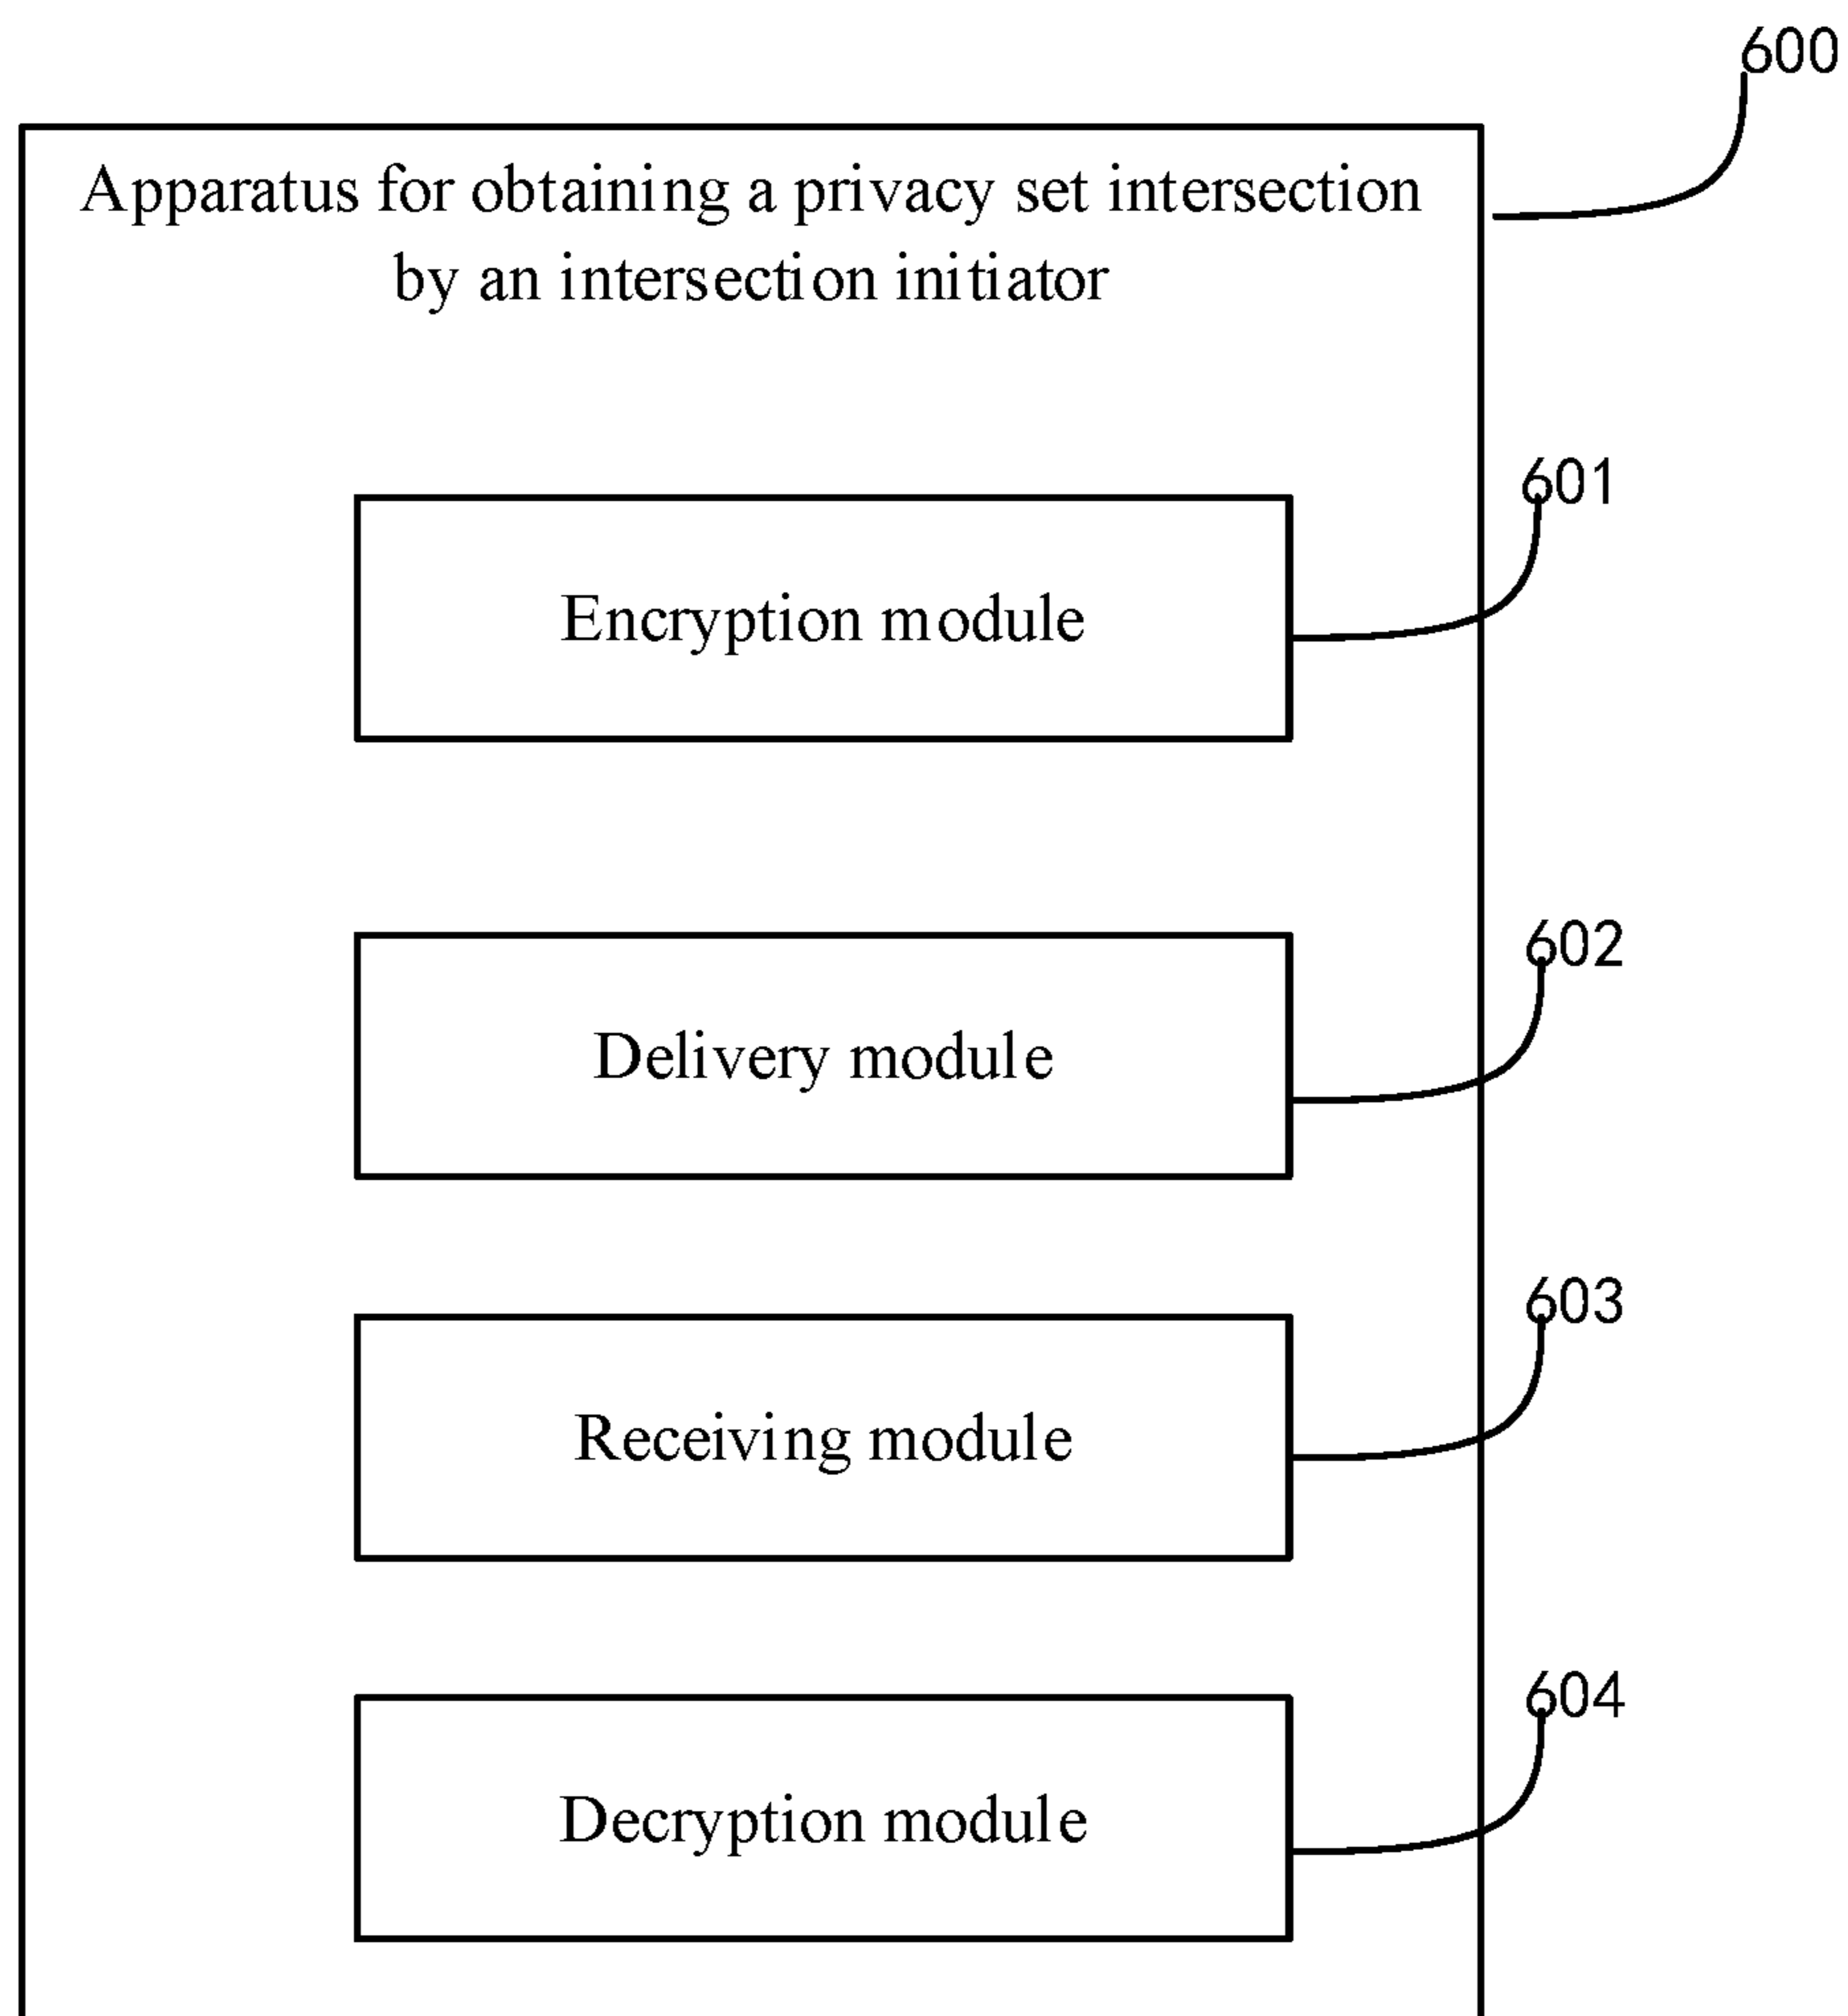 600
Apparatus for obtaining a privacy set intersection
by an intersection initiator
601
Encryption module
602
Delivery module
603
Receiving module
604
Decryption module